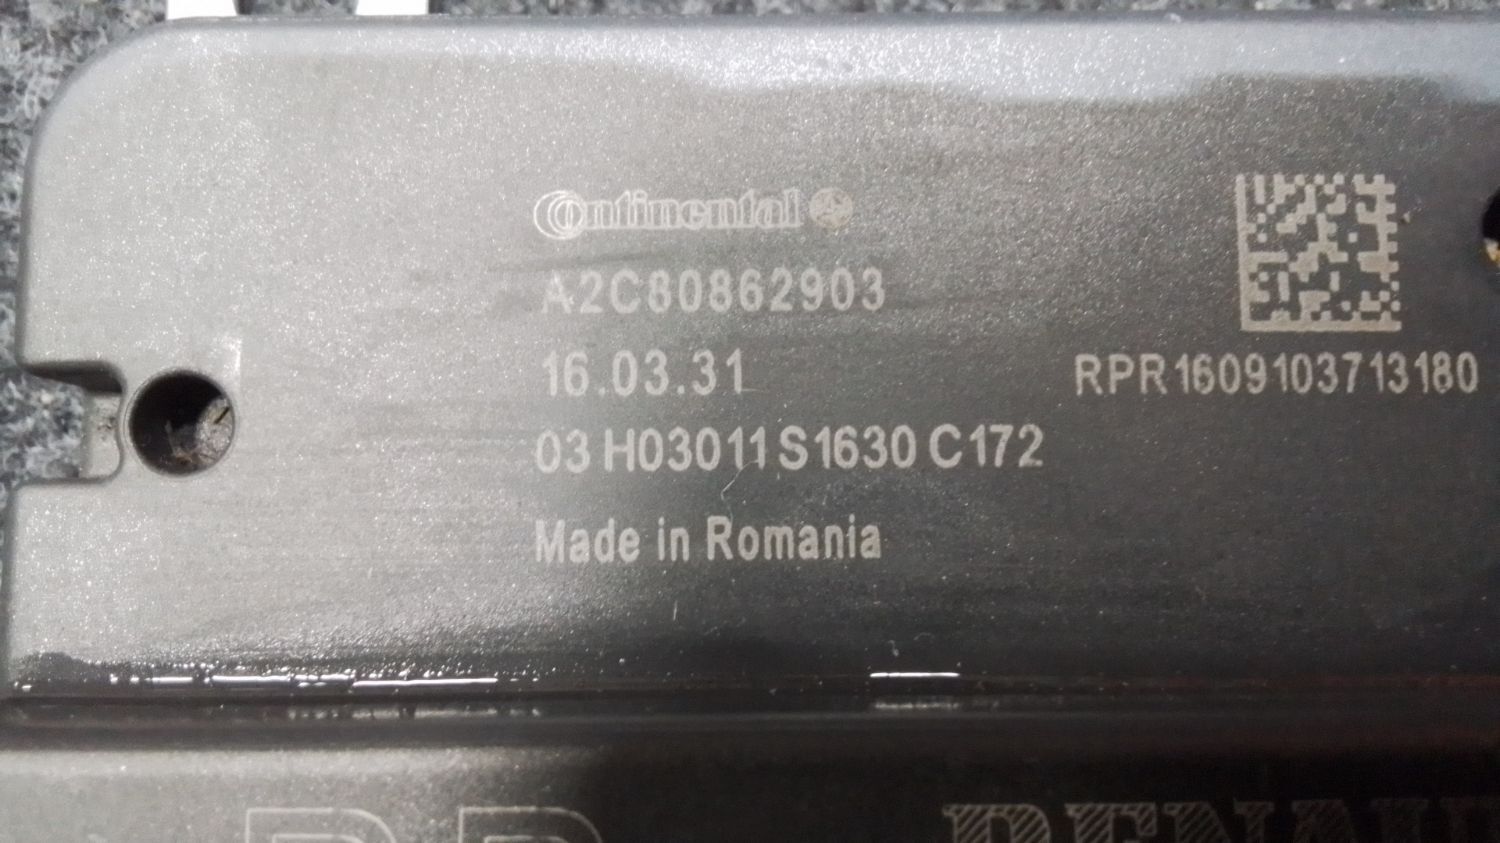 Continental
A2C80862903
16.03.31
RPR1609103713180
03 H03011 S1630 C172
Made in Romania